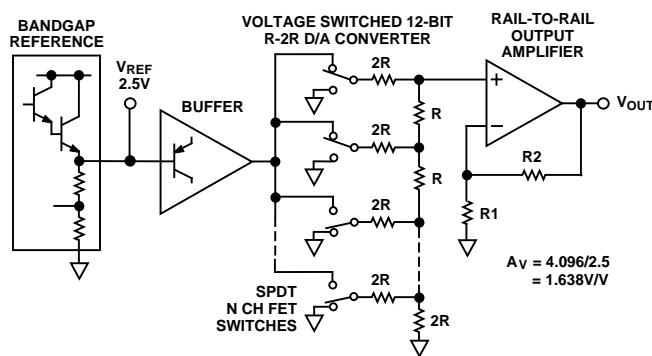 BANDGAP
REFERENCE
VREF
2.5V
BUFFER
VOLTAGE SWITCHED 12-BIT
R-2R D/A CONVERTER
RAIL-TO-RAIL
OUTPUT
AMPLIFIER
2R
R
2R
R
2R
2R
2R
SPDT
N CH FET
SWITCHES
+
–
VOUT
R2
R1
AV = 4.096/2.5
= 1.638V/V